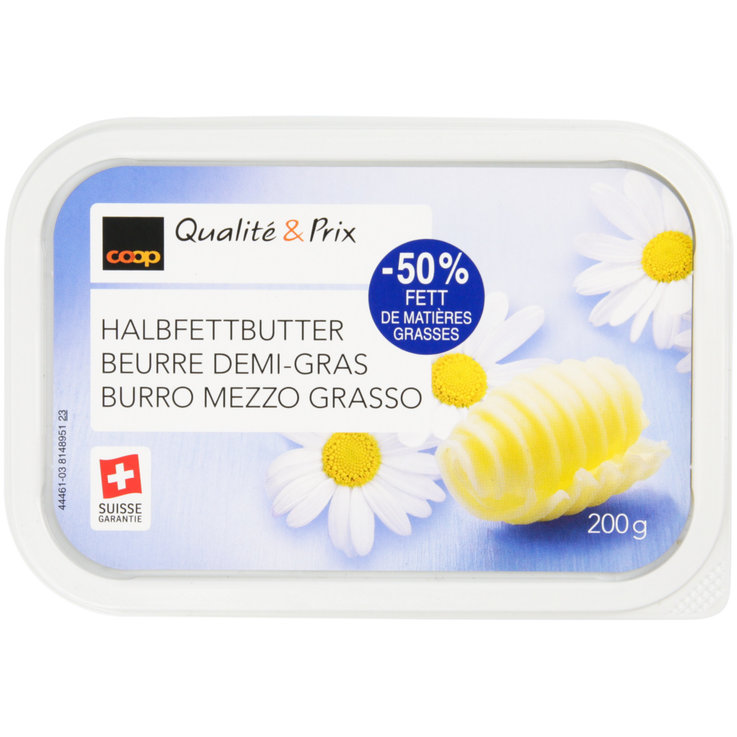 coop
Qualité & Prix
-50%
FETT
DE MATIÈRES
GRASSES
HALBFETTBUTTER
BEURRE DEMI-GRAS
BURRO MEZZO GRASSO
44461-03 8148951 23
SUISSE
GARANTIE
200 g